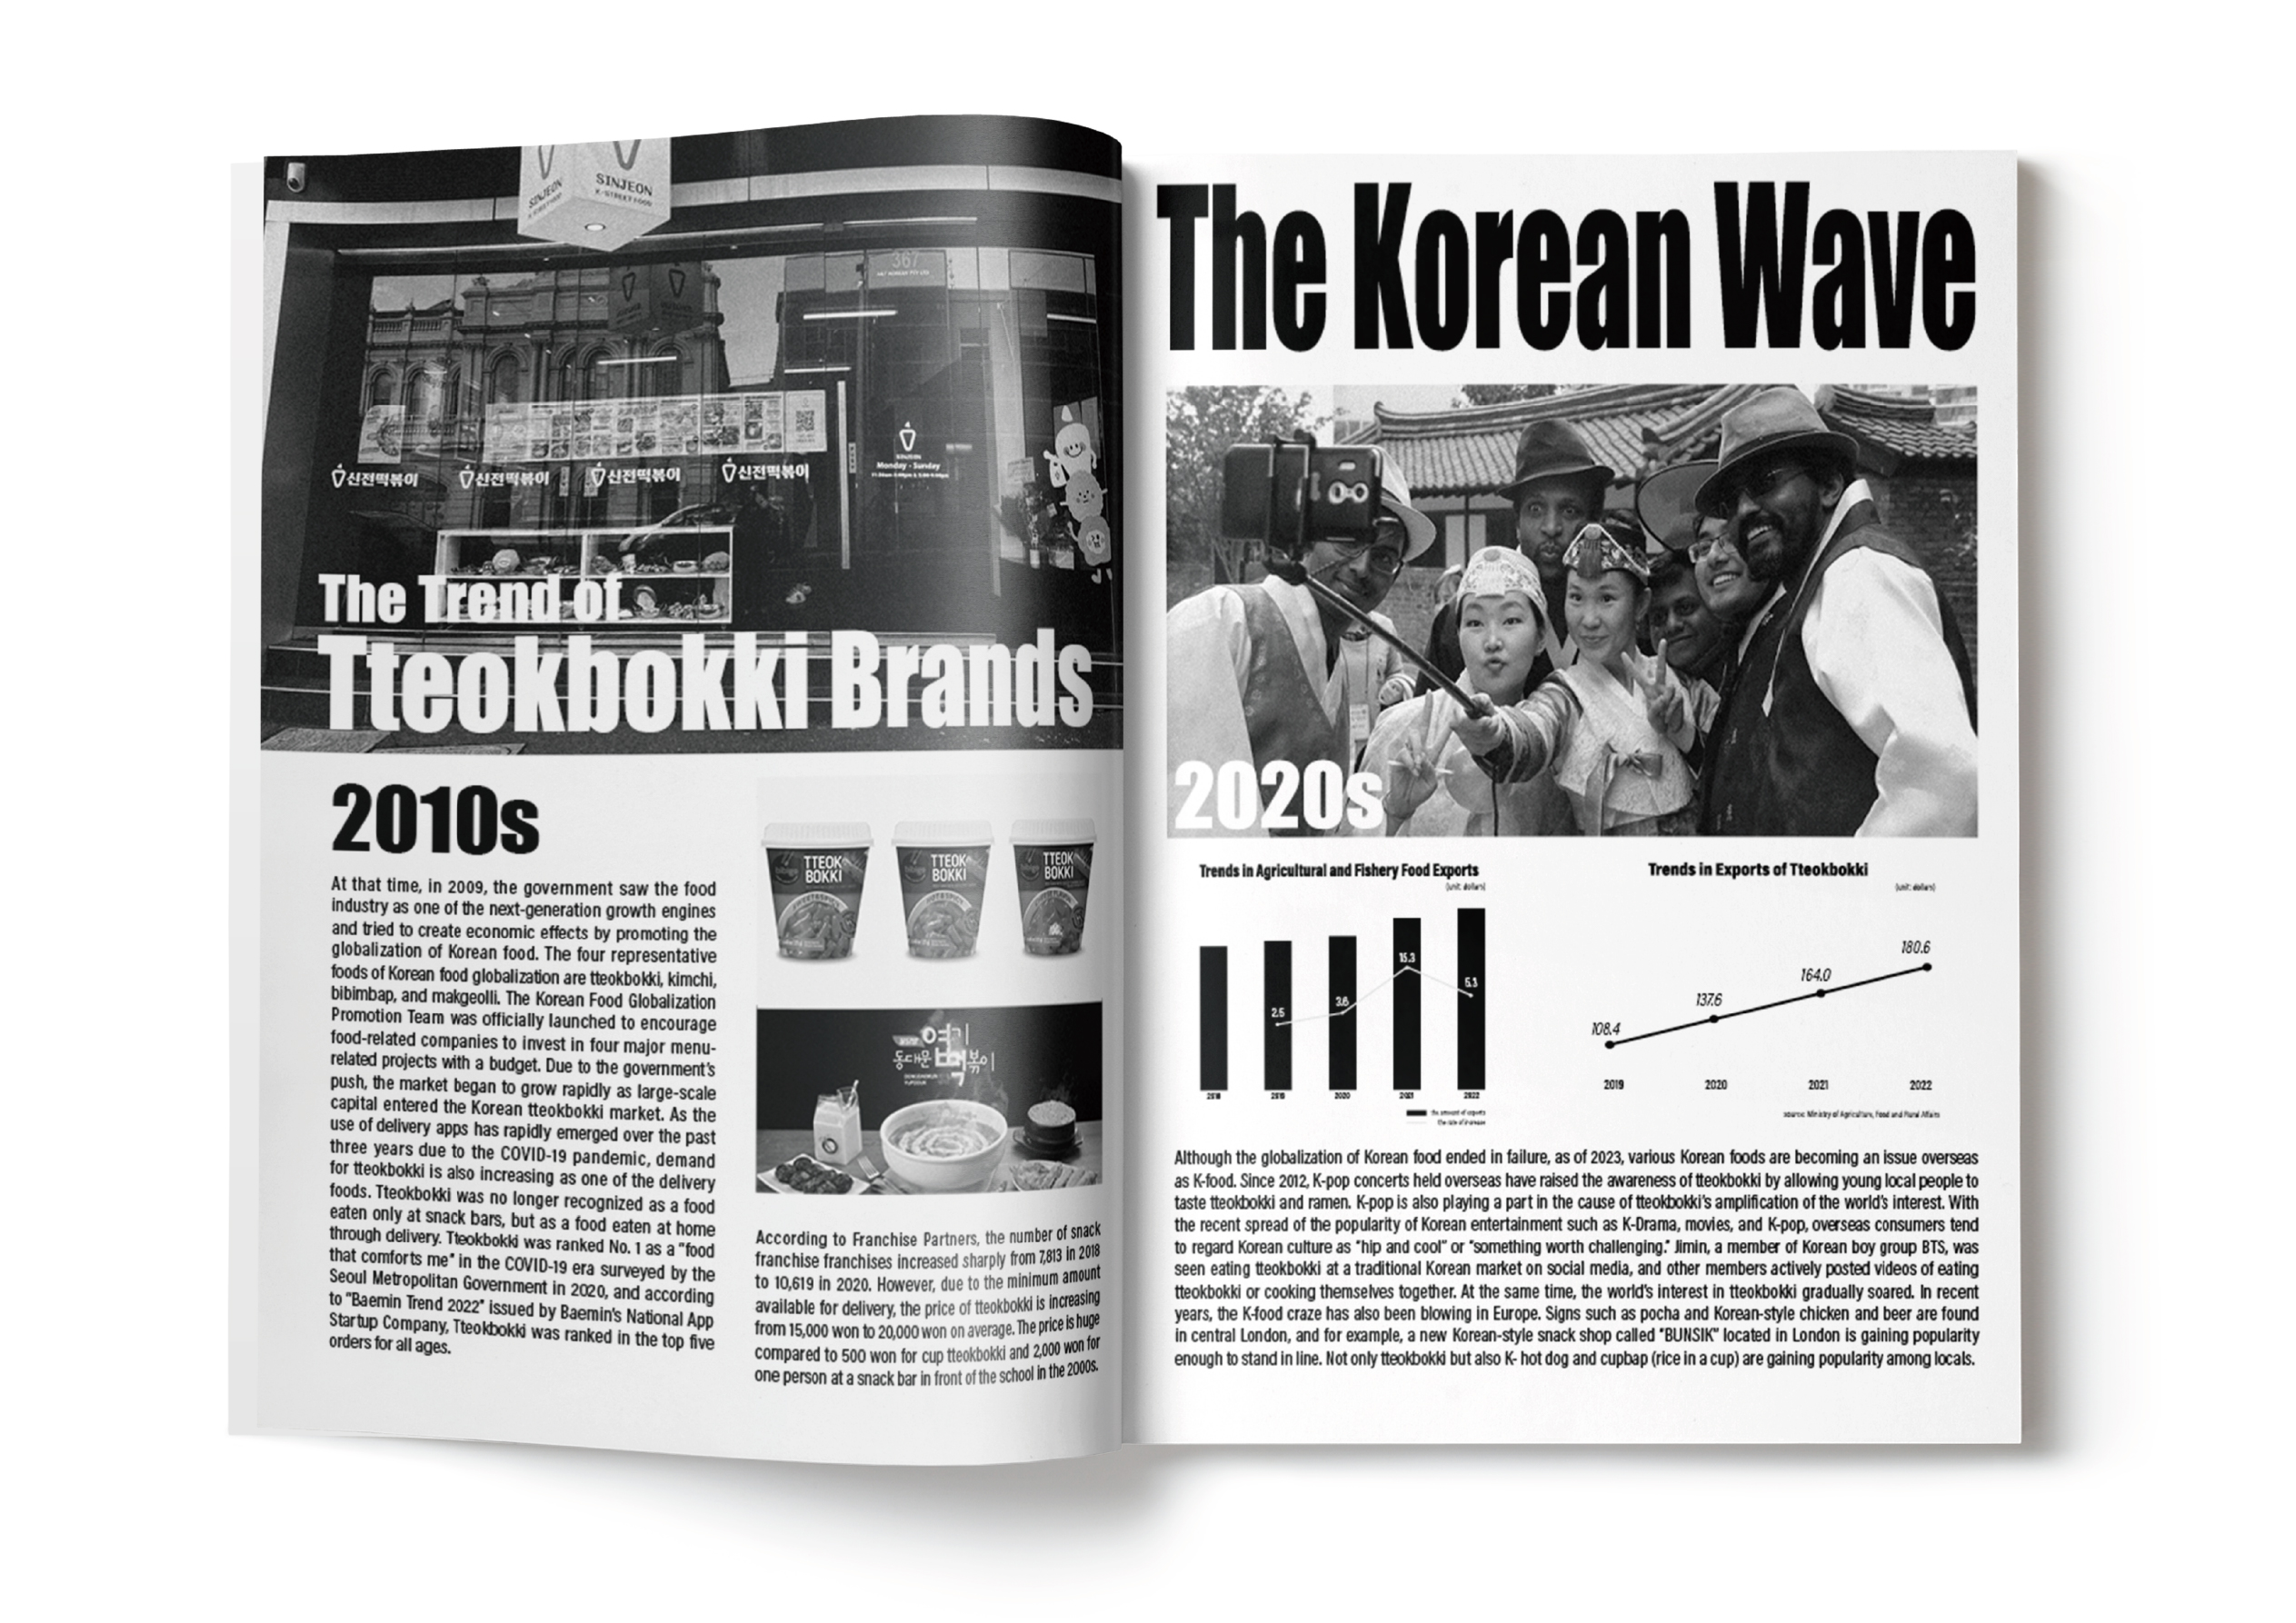 SINJEON
K-STREET FOOD
SINJEON
K-STREET FOOD
367
신전떡볶이
신전떡볶이
신전떡볶이
신전떡볶이
SINJEON
Monday - Sunday
The Trend of
Tteokbokki Brands
2010s
At that time, in 2009, the government saw the food
industry as one of the next-generation growth engines
and tried to create economic effects by promoting the
globalization of Korean food. The four representative
foods of Korean food globalization are tteokbokki, kimchi,
bibimbap, and makgeolli. The Korean Food Globalization
Promotion Team was officially launched to encourage
food-related companies to invest in four major menu-
related projects with a budget. Due to the government's
push, the market began to grow rapidly as large-scale
capital entered the Korean tteokbokki market. As the
use of delivery apps has rapidly emerged over the past
three years due to the COVID-19 pandemic, demand
for tteokbokki is also increasing as one of the delivery
foods. Tteokbokki was no longer recognized as a food
eaten only at snack bars, but as a food eaten at home
through delivery. Tteokbokki was ranked No. 1 as a "food
that comforts me" in the COVID-19 era surveyed by the
Seoul Metropolitan Government in 2020, and according
to "Baemin Trend 2022" issued by Baemin's National App
Startup Company, Tteokbokki was ranked in the top five
orders for all ages.
TTEOK
BOKKI
TTEOK
BOKKI
TTEOK
BOKKI
동대문 엽기
떡볶이
According to Franchise Partners, the number of snack
franchise franchises increased sharply from 7,813 in 2018
to 10,619 in 2020. However, due to the minimum amount
available for delivery, the price of tteokbokki is increasing
from 15,000 won to 20,000 won on average. The price is huge
compared to 500 won for cup tteokbokki and 2,000 won for
one person at a snack bar in front of the school in the 2000s.
The Korean Wave
2020s
Trends in Agricultural and Fishery Food Exports
(unit: dollars)
2.5
3.6
15.3
5.3
2018 2019 2020 2021 2022
the amount of exports
the rate of increase
Trends in Exports of Tteokbokki
(unit: dollars)
108.4
137.6
164.0
180.6
2019 2020 2021 2022
source: Ministry of Agriculture, Food and Rural Affairs
Although the globalization of Korean food ended in failure, as of 2023, various Korean foods are becoming an issue overseas
as K-food. Since 2012, K-pop concerts held overseas have raised the awareness of tteokbokki by allowing young local people to
taste tteokbokki and ramen. K-pop is also playing a part in the cause of tteokbokki's amplification of the world's interest. With
the recent spread of the popularity of Korean entertainment such as K-Drama, movies, and K-pop, overseas consumers tend
to regard Korean culture as "hip and cool" or "something worth challenging." Jimin, a member of Korean boy group BTS, was
seen eating tteokbokki at a traditional Korean market on social media, and other members actively posted videos of eating
tteokbokki or cooking themselves together. At the same time, the world's interest in tteokbokki gradually soared. In recent
years, the K-food craze has also been blowing in Europe. Signs such as pocha and Korean-style chicken and beer are found
in central London, and for example, a new Korean-style snack shop called "BUNSIK" located in London is gaining popularity
enough to stand in line. Not only tteokbokki but also K- hot dog and cupbap (rice in a cup) are gaining popularity among locals.